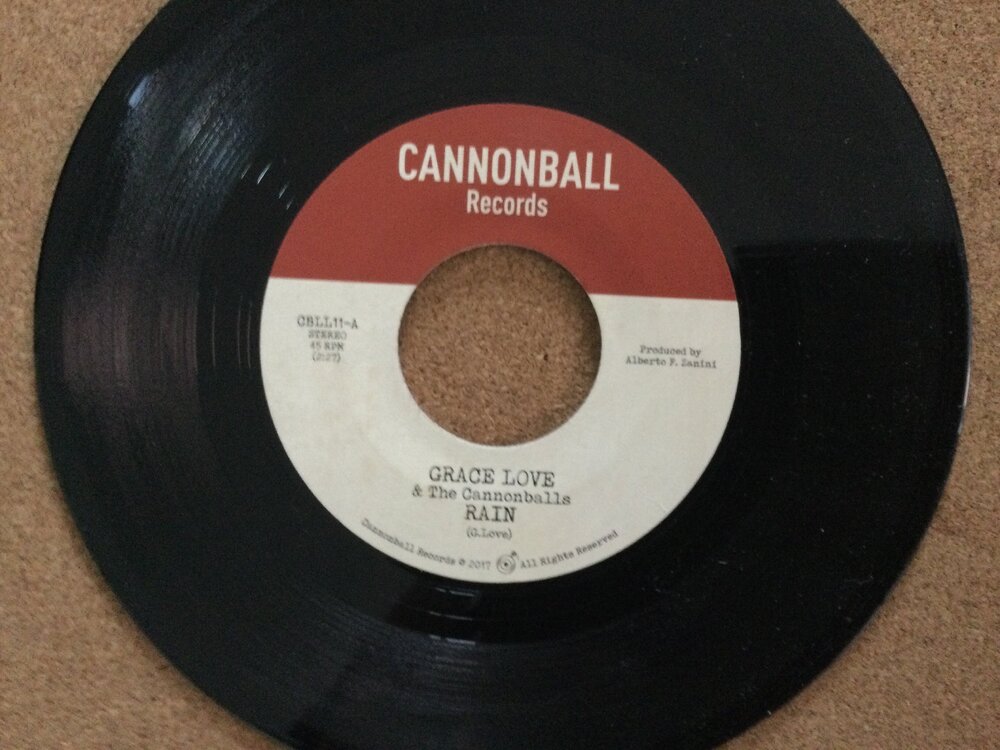 CANNONBALL
Records
CBLL11-A
STEREO
45 RPM
(2:27)
Produced by
Alberto F. Zanini
GRACE LOVE
& The Cannonballs
RAIN
(G.Love)
Cannonball Records © 2017 All Rights Reserved